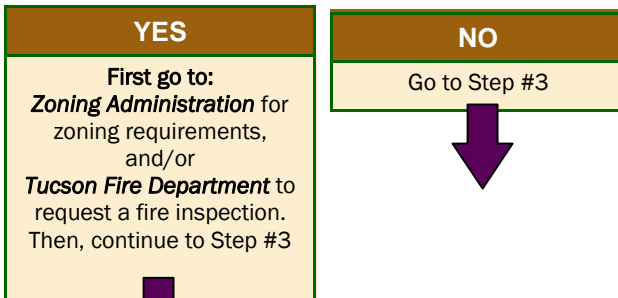 YES
First go to:
Zoning Administration for
zoning requirements,
and/or
Tucson Fire Department to
request a fire inspection.
Then, continue to Step #3
NO
Go to Step #3